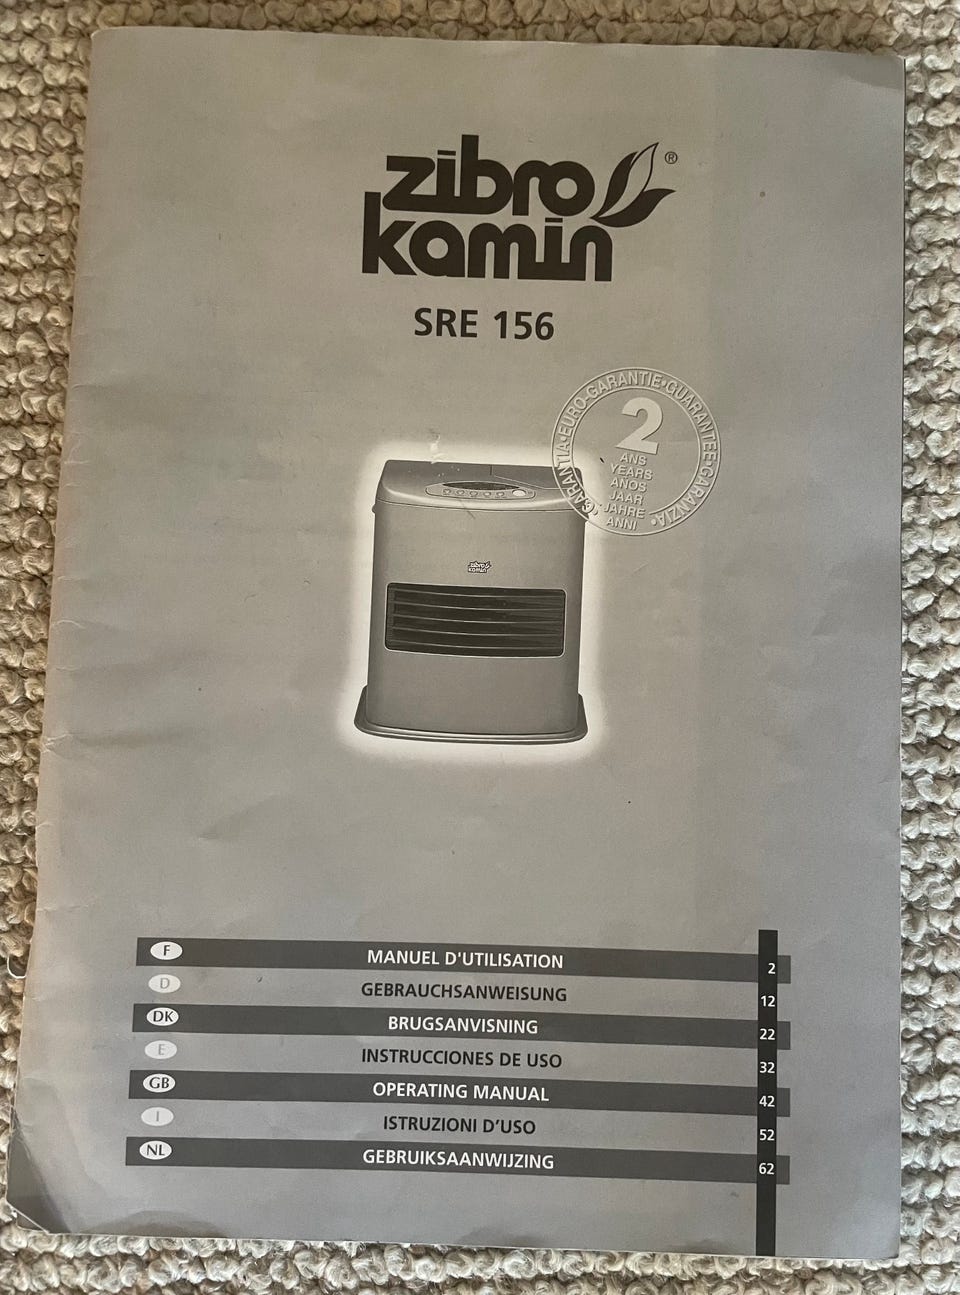 zibro
kamin
®
SRE 156
GARANTIA•EURO-GARANTIE•GUARANTEE•GARANZIA•
2
ANS
YEARS
AÑOS
JAAR
JAHRE
ANNI
zibro
kamin
F MANUEL D'UTILISATION 2
D GEBRAUCHSANWEISUNG 12
DK BRUGSANVISNING 22
E INSTRUCCIONES DE USO 32
GB OPERATING MANUAL 42
I ISTRUZIONI D'USO 52
NL GEBRUIKSAANWIJZING 62